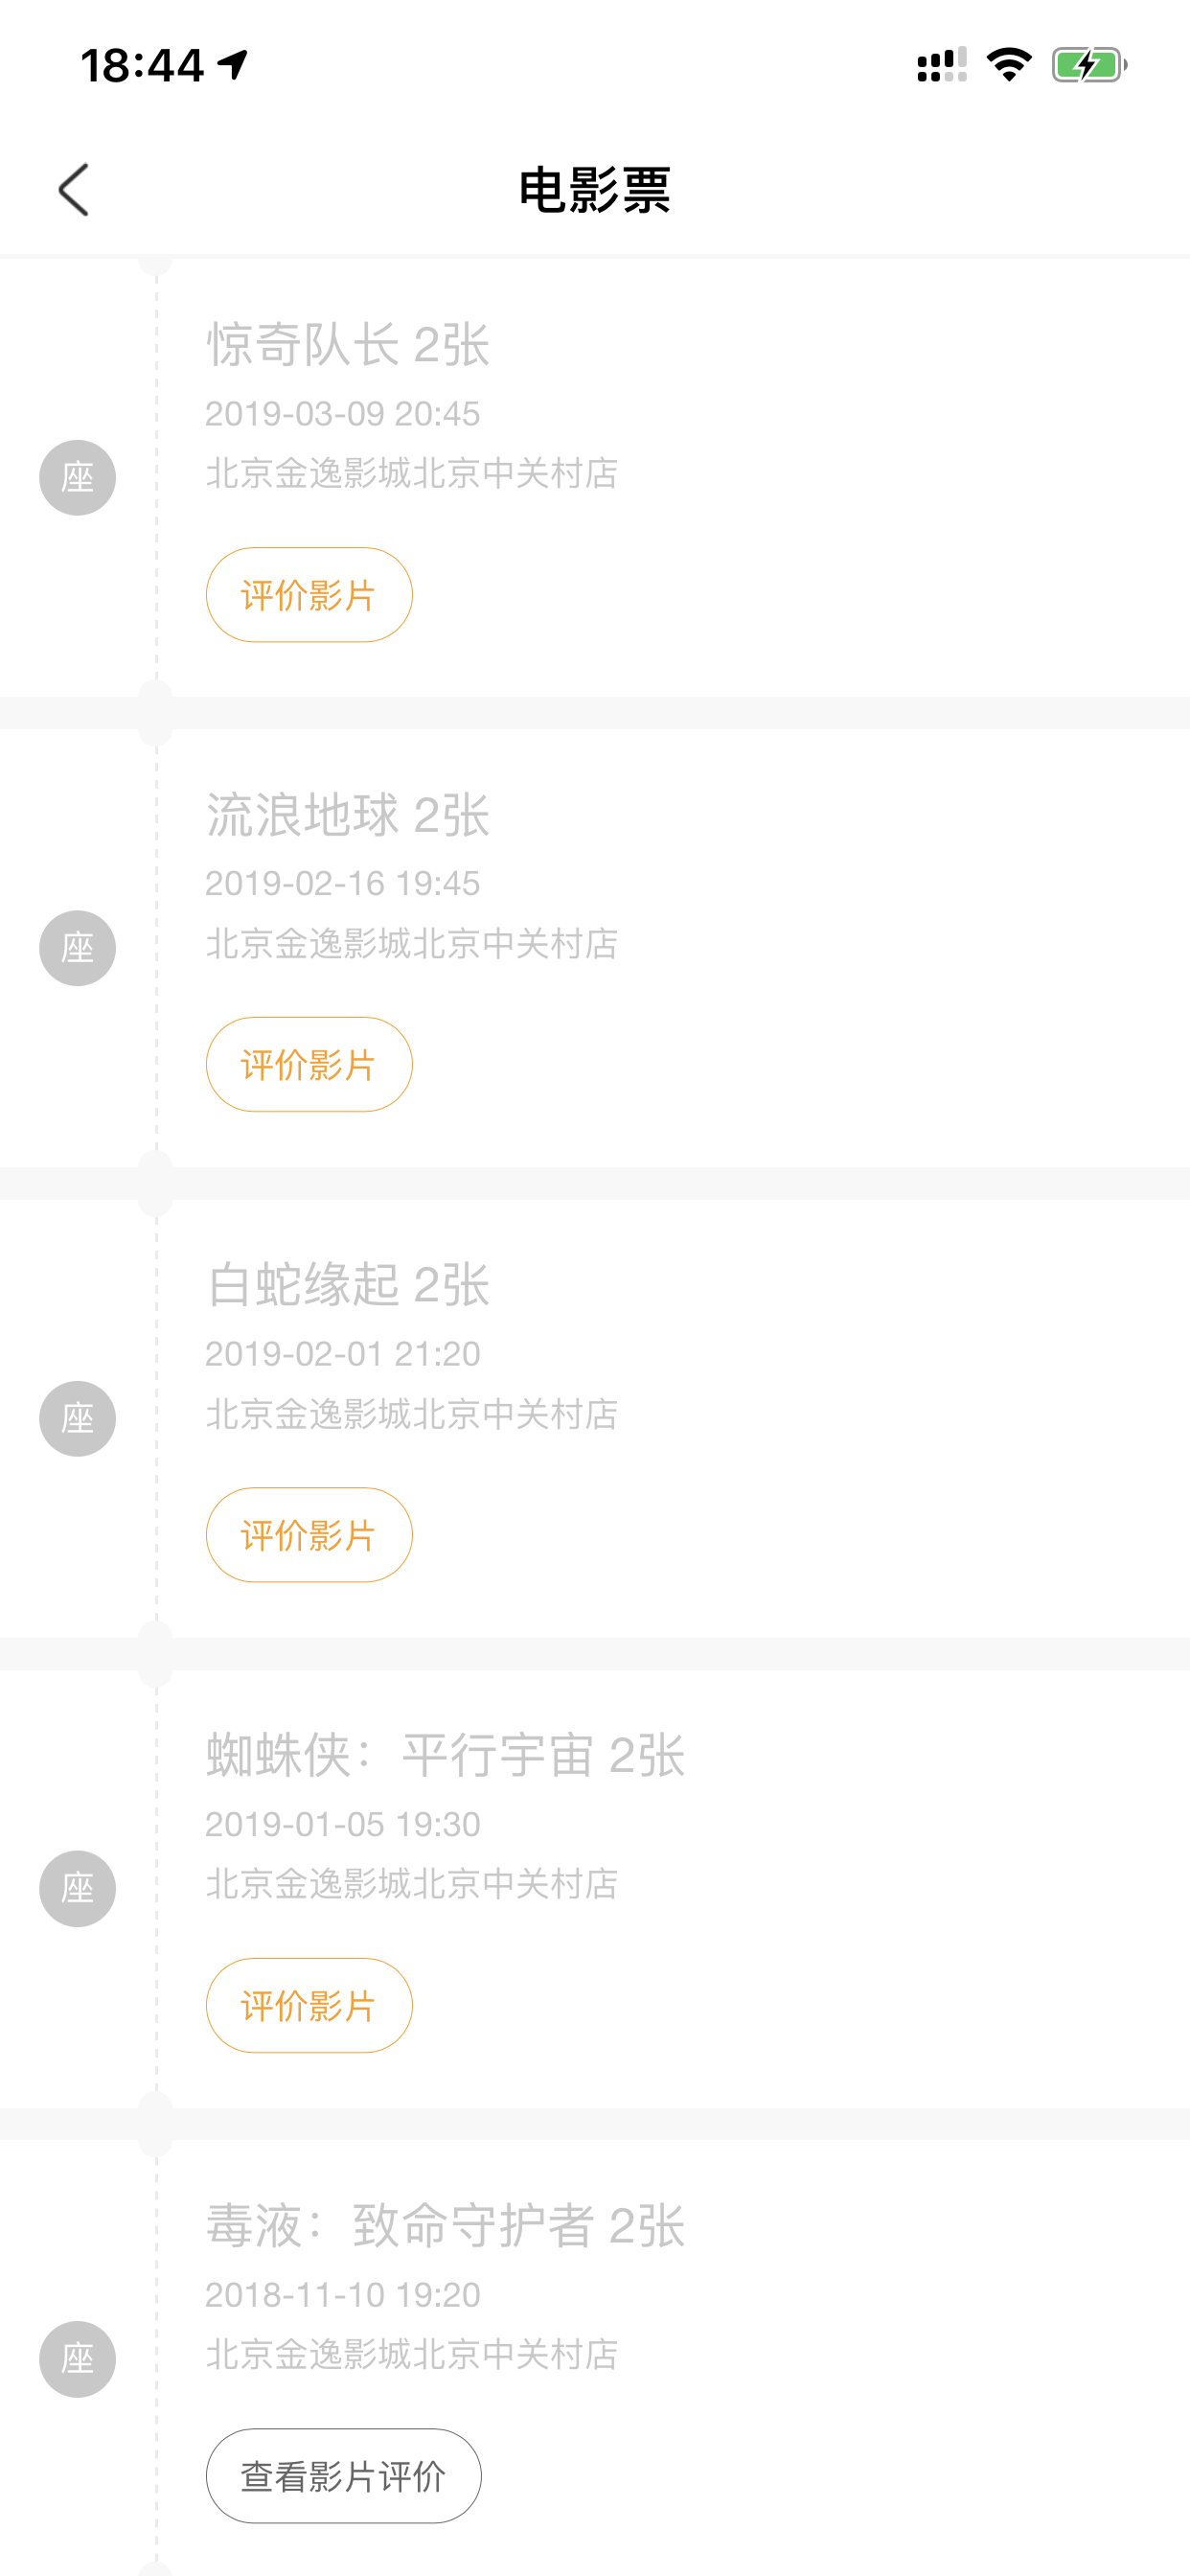 18:44
电影票
惊奇队长 2张
2019-03-09 20:45
座
北京金逸影城北京中关村店
评价影片
流浪地球 2张
2019-02-16 19:45
座
北京金逸影城北京中关村店
评价影片
白蛇缘起 2张
2019-02-01 21:20
座
北京金逸影城北京中关村店
评价影片
蜘蛛侠：平行宇宙 2张
2019-01-05 19:30
座
北京金逸影城北京中关村店
评价影片
毒液：致命守护者 2张
2018-11-10 19:20
座
北京金逸影城北京中关村店
查看影片评价